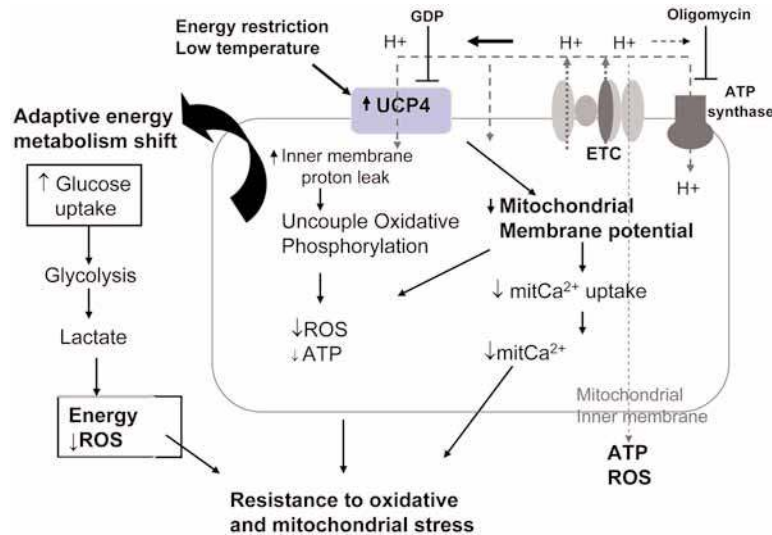 Energy restriction
Low temperature
GDP
Oligomycin
H+
H+
H+
↑ UCP4
ETC
ATP
synthase
H+
Adaptive energy
metabolism shift
↑ Glucose
uptake
Glycolysis
Lactate
Energy
↓ROS
↑ Inner membrane
proton leak
Uncouple Oxidative
Phosphorylation
↓ROS
↓ATP
↓ Mitochondrial
Membrane potential
↓ mitCa²⁺ uptake
↓mitCa²⁺
Mitochondrial
Inner membrane
ATP
ROS
Resistance to oxidative
and mitochondrial stress